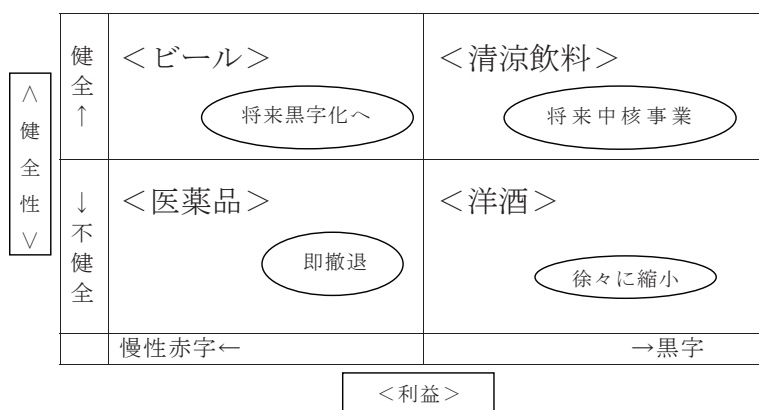 ＜健全性＞
健全↑
＜ビール＞
将来黒字化へ
＜清涼飲料＞
将来中核事業
↓不健全
＜医薬品＞
即撤退
＜洋酒＞
徐々に縮小
慢性赤字←
→黒字
＜利益＞